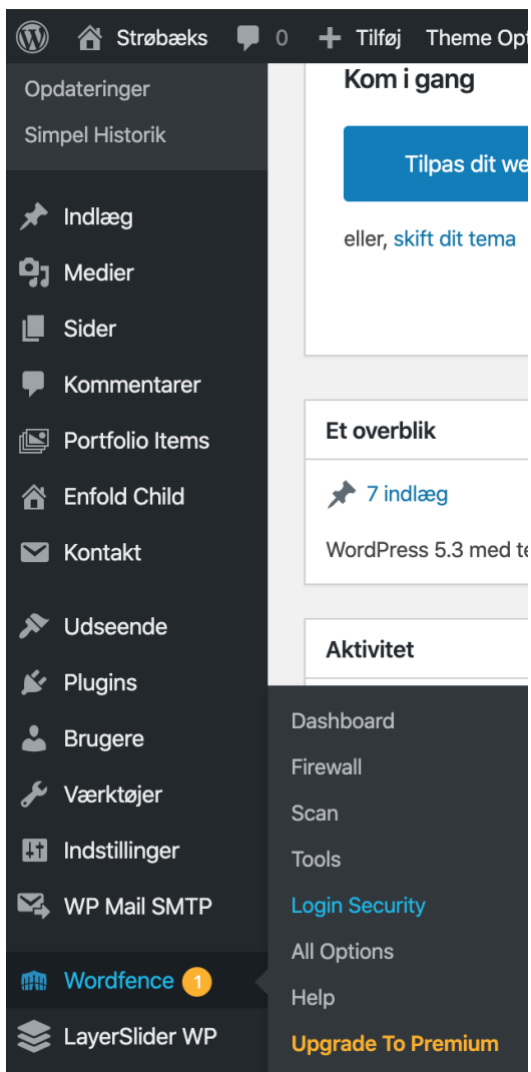 Strøbæks 0 Tilføj Theme Opt
Opdateringer
Simpel Historik
Indlæg
Medier
Sider
Kommentarer
Portfolio Items
Enfold Child
Kontakt
Udseende
Plugins
Brugere
Værktøjer
Indstillinger
WP Mail SMTP
Wordfence 1
LayerSlider WP
Kom i gang
Tilpas dit we
eller, skift dit tema
Et overblik
7 indlæg
WordPress 5.3 med te
Aktivitet
Dashboard
Firewall
Scan
Tools
Login Security
All Options
Help
Upgrade To Premium